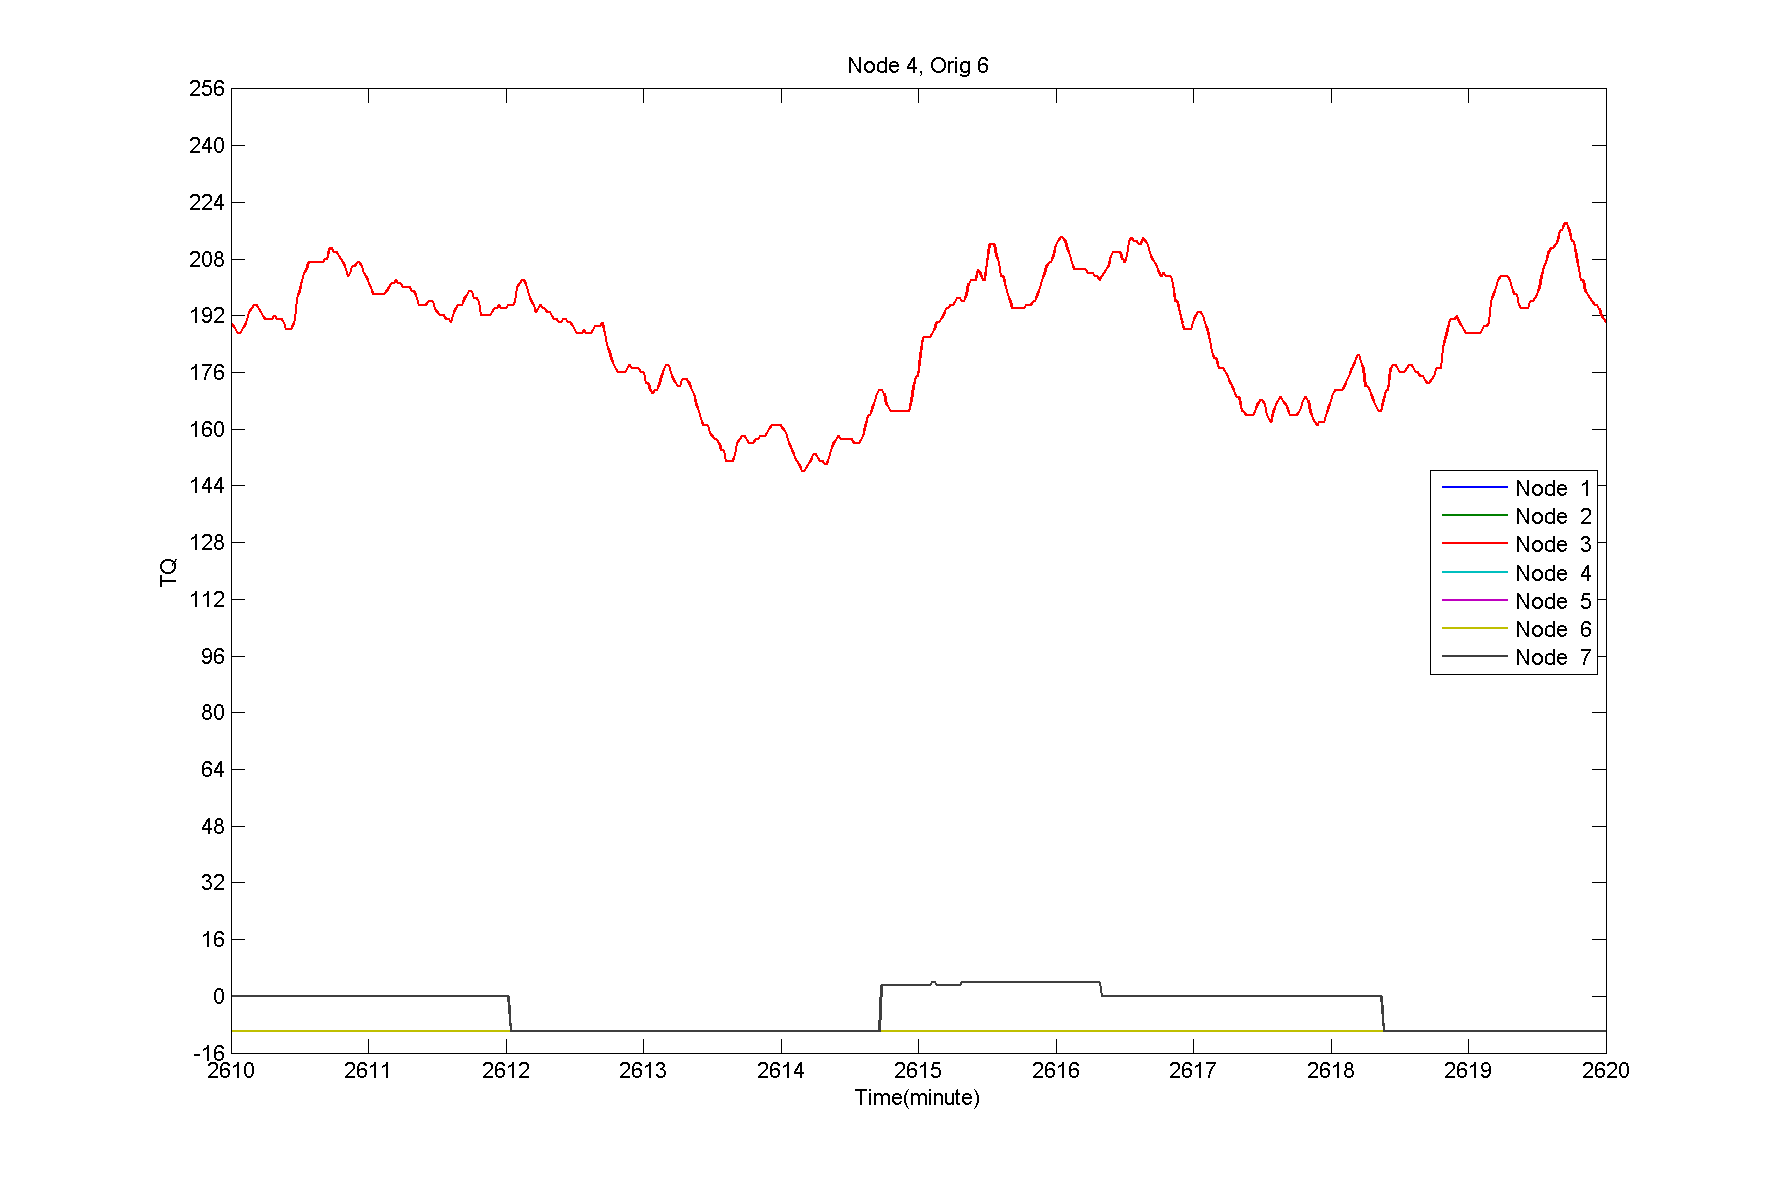 Node 4, Orig 6
256
240
224
208
192
176
160
144
128
112
96
80
64
48
32
16
0
-16
TQ
Node 1
Node 2
Node 3
Node 4
Node 5
Node 6
Node 7
2610 2611 2612 2613 2614 2615 2616 2617 2618 2619 2620
Time(minute)